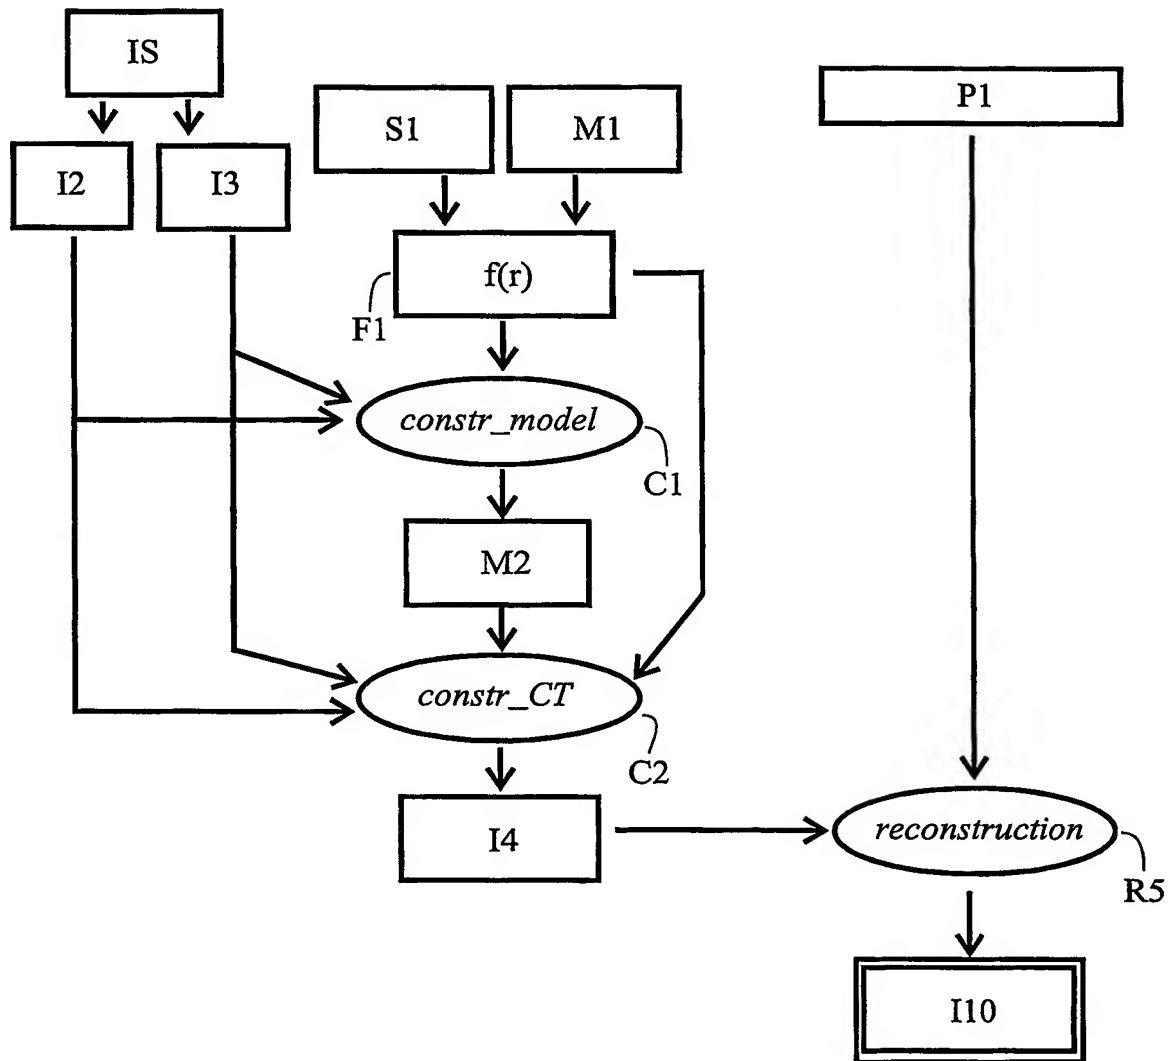 IS
P1
S1
M1
I2
I3
f(r)
F1
constr_model
C1
M2
constr_CT
C2
I4
reconstruction
R5
I10